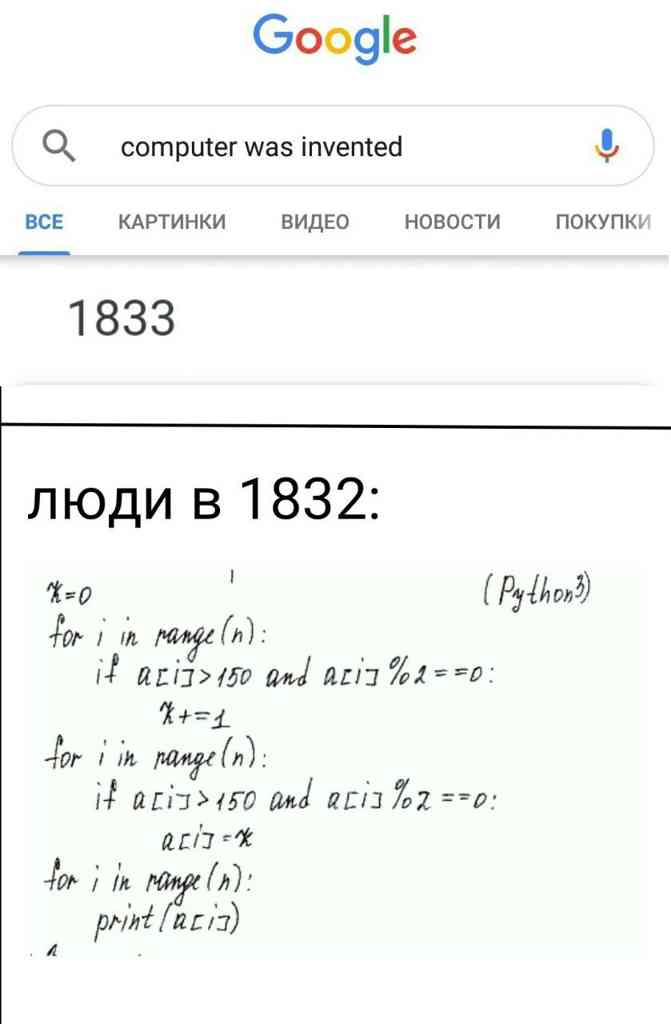 Google
computer was invented
ВСЕ КАРТИНКИ ВИДЕО НОВОСТИ ПОКУПКИ
1833
люди в 1832:
x=0 (Python3)
for i in range(n):
if a[i]>150 and a[i]%2==0:
x+=1
for i in range(n):
if a[i]>150 and a[i]%2==0:
a[i]=x
for i in range(n):
print(a[i])